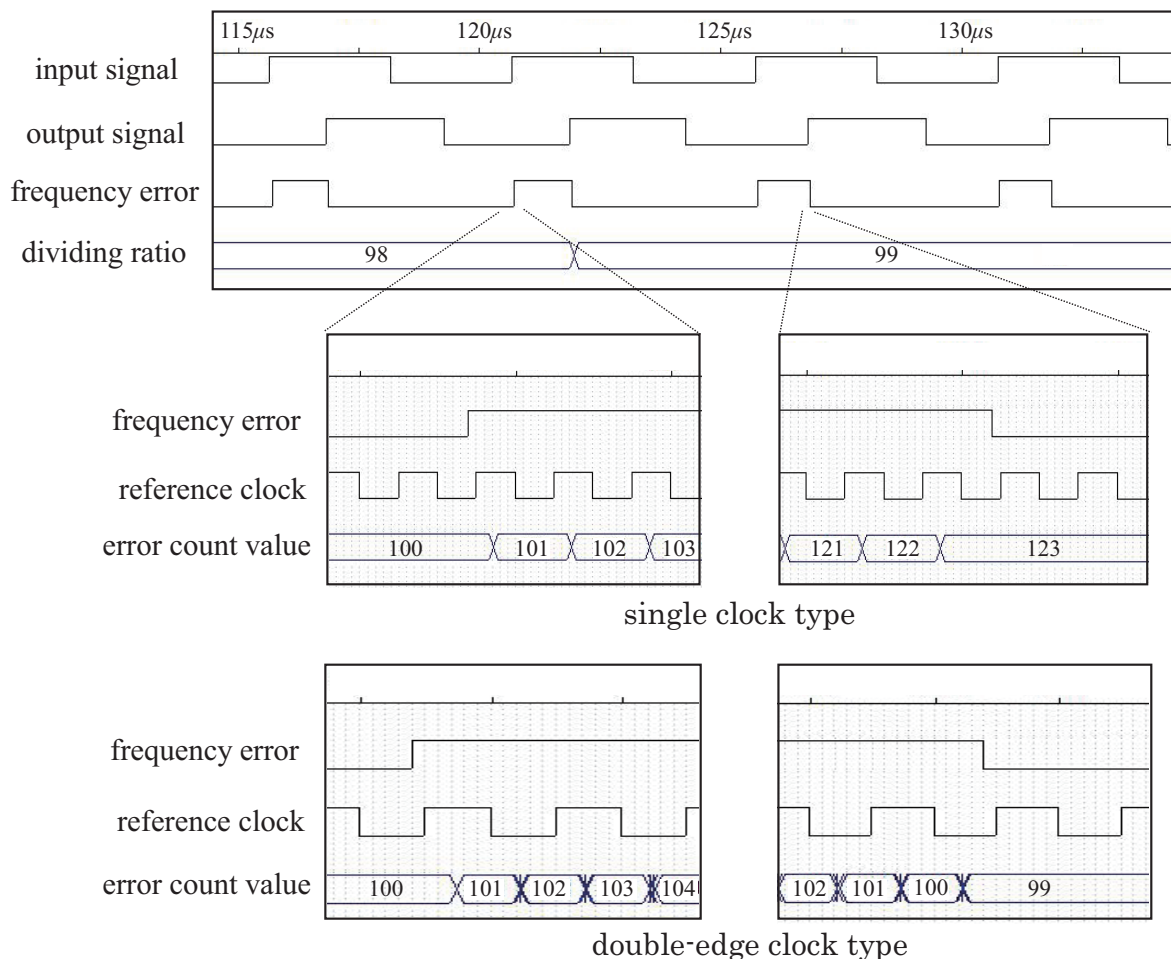 115μs 120μs 125μs 130μs
input signal
output signal
frequency error
dividing ratio 98 99
frequency error
reference clock
error count value 100 101 102 103 121 122 123
single clock type
frequency error
reference clock
error count value 100 101 102 103 104 102 101 100 99
double-edge clock type